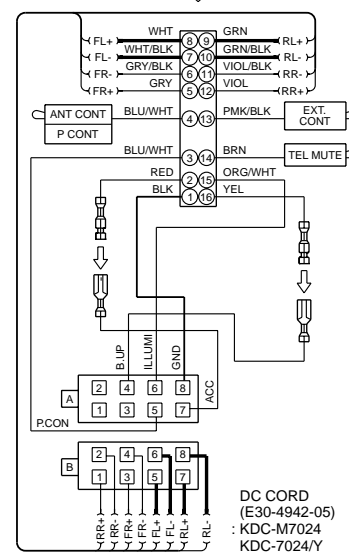 WHT 8 9 GRN
FL+ RL+
WHT/BLK 7 10 GRN/BLK
FL- RL-
GRY/BLK 6 11 VIOL/BLK
FR- RR-
GRY 5 12 VIOL
FR+ RR+
ANT CONT BLU/WHT 4 13 PMK/BLK EXT. CONT
P CONT
BLU/WHT 3 14 BRN TEL MUTE
RED 2 15 ORG/WHT
BLK 1 16 YEL
B.UP ILLUMI GND ACC
A
2 4 6 8
1 3 5 7
P.CON
B
2 4 6 8
1 3 5 7
RR+ RR- FR+ FR- FL+ FL- RL+ RL-
DC CORD
(E30-4942-05)
: KDC-M7024
KDC-7024/Y